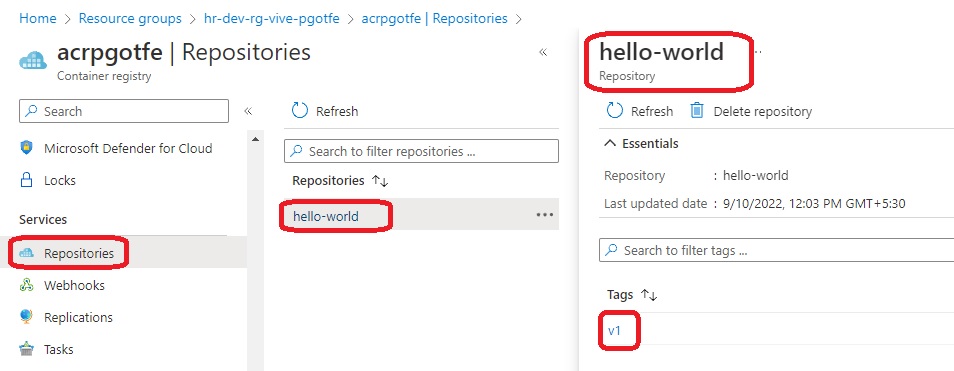 Home > Resource groups > hr-dev-rg-vive-pgotfe > acrpgotfe | Repositories >
acrpgotfe | Repositories
Container registry
«
Search
«
Microsoft Defender for Cloud
Locks
Services
Repositories
Webhooks
Replications
Tasks
Refresh
Search to filter repositories ...
Repositories ↑↓
hello-world ...
hello-world ...
Repository
Refresh Delete repository
Essentials
Repository : hello-world
Last updated date : 9/10/2022, 12:03 PM GMT+5:30
Search to filter tags ...
Tags ↑↓
v1